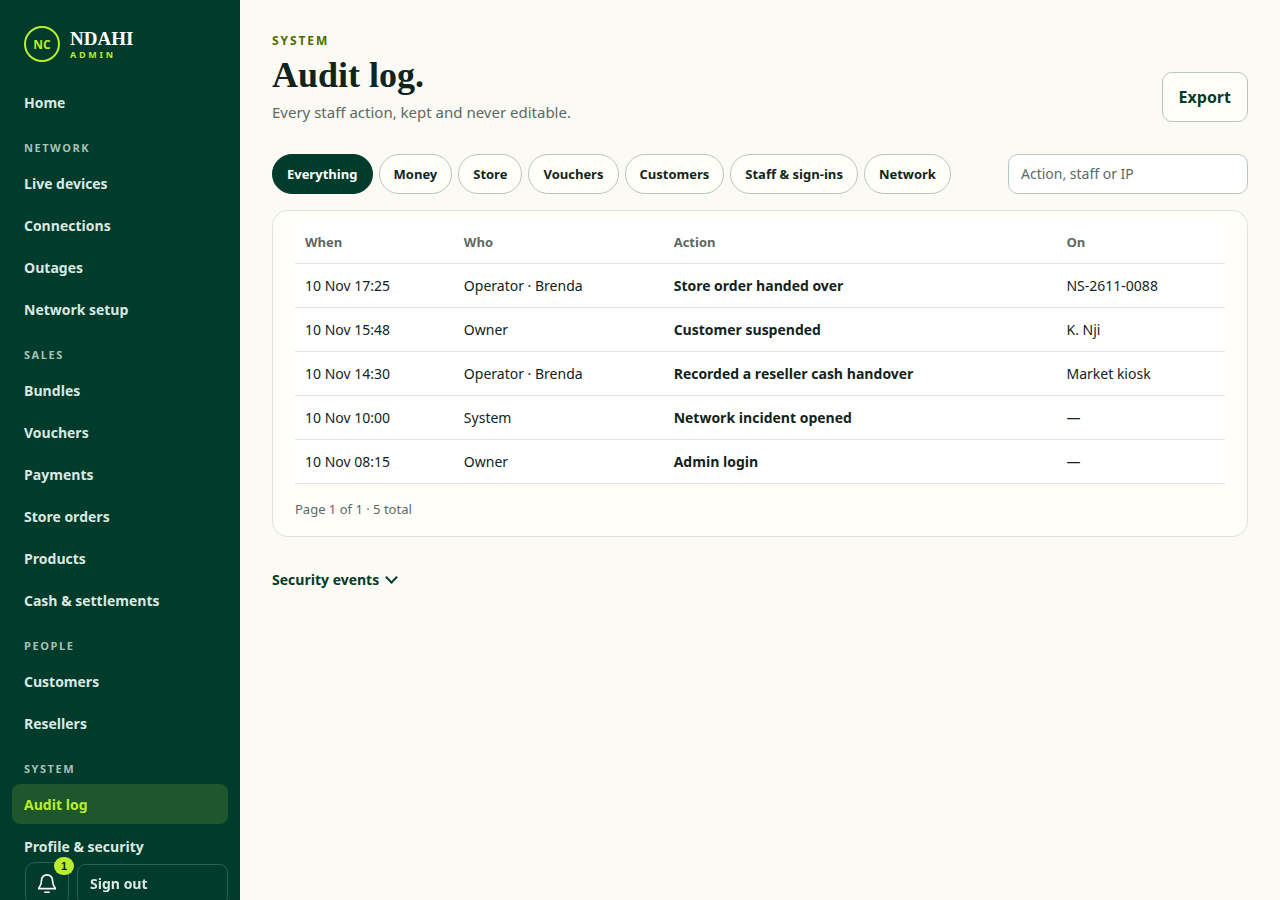 NC
NDAHI
ADMIN
Home
NETWORK
Live devices
Connections
Outages
Network setup
SALES
Bundles
Vouchers
Payments
Store orders
Products
Cash & settlements
PEOPLE
Customers
Resellers
SYSTEM
Audit log
Profile & security
1
Sign out
SYSTEM
Audit log.
Every staff action, kept and never editable.
Export
Everything Money Store Vouchers Customers Staff & sign-ins Network
Action, staff or IP
When Who Action On
10 Nov 17:25 Operator · Brenda Store order handed over NS-2611-0088
10 Nov 15:48 Owner Customer suspended K. Nji
10 Nov 14:30 Operator · Brenda Recorded a reseller cash handover Market kiosk
10 Nov 10:00 System Network incident opened —
10 Nov 08:15 Owner Admin login —
Page 1 of 1 · 5 total
Security events